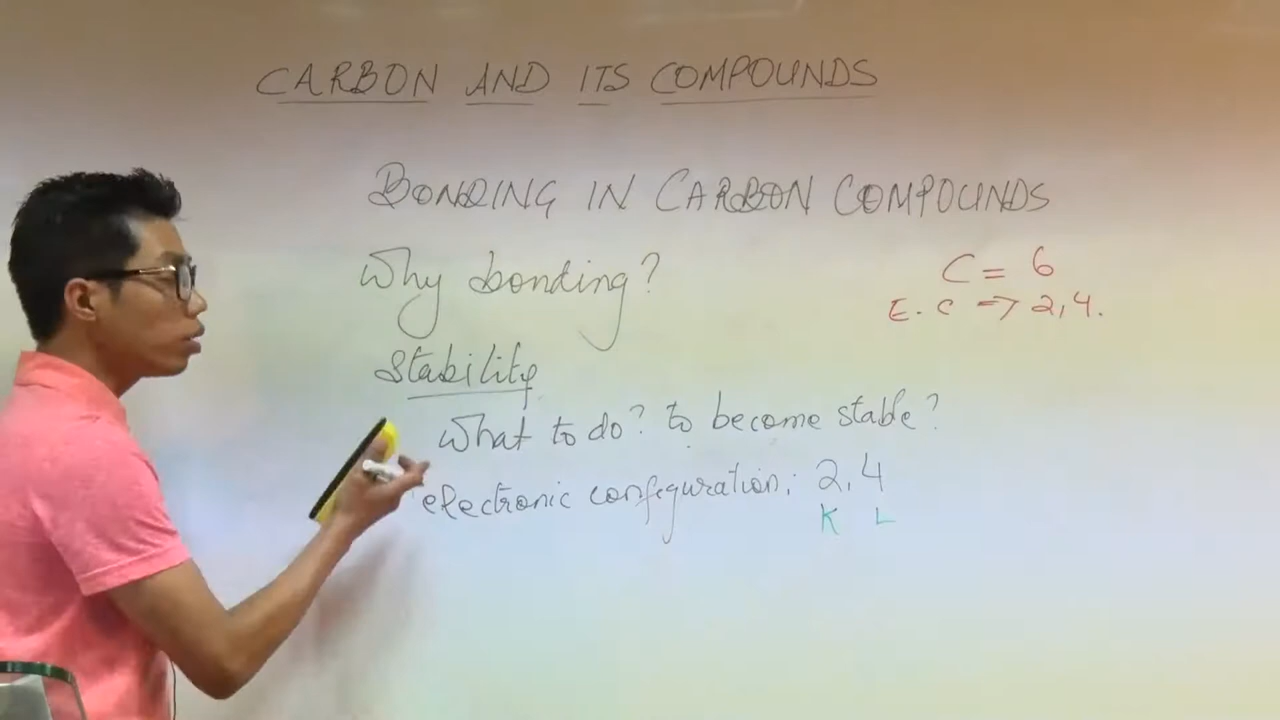 CARBON AND ITS COMPOUNDS
BONDING IN CARBON COMPOUNDS
Why bonding?
C = 6
E. C => 2,4.
Stability
What to do? to become stable?
electronic configuration; 2,4
K L